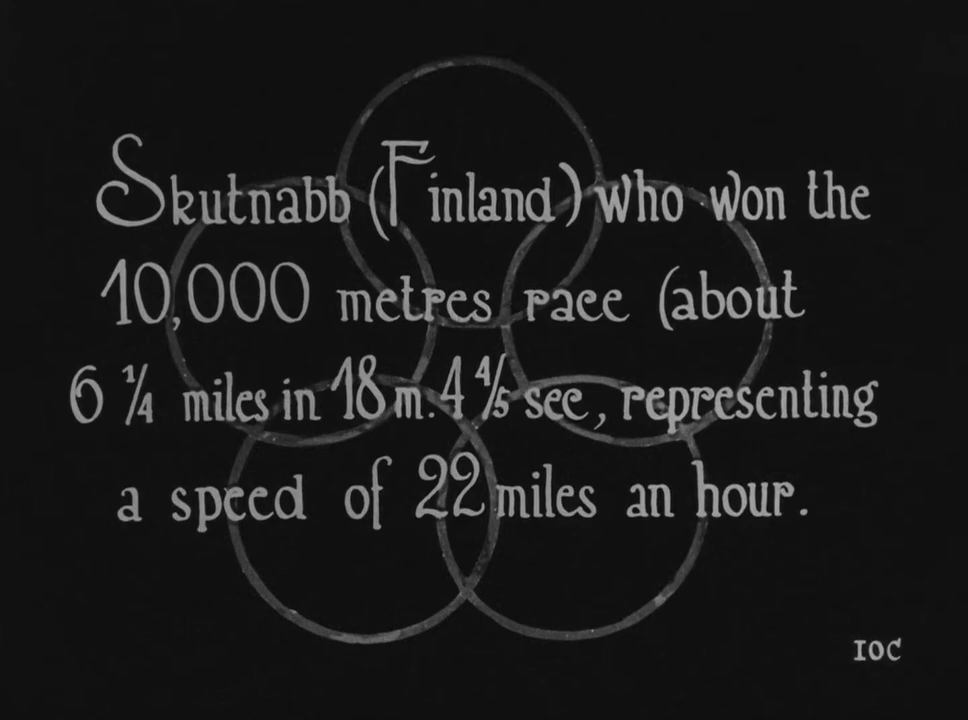 Skutnabb (Finland) who won the
10,000 metres race (about
6 1/4 miles in 18 m. 4 4/5 sec, representing
a speed of 22 miles an hour.
IOC